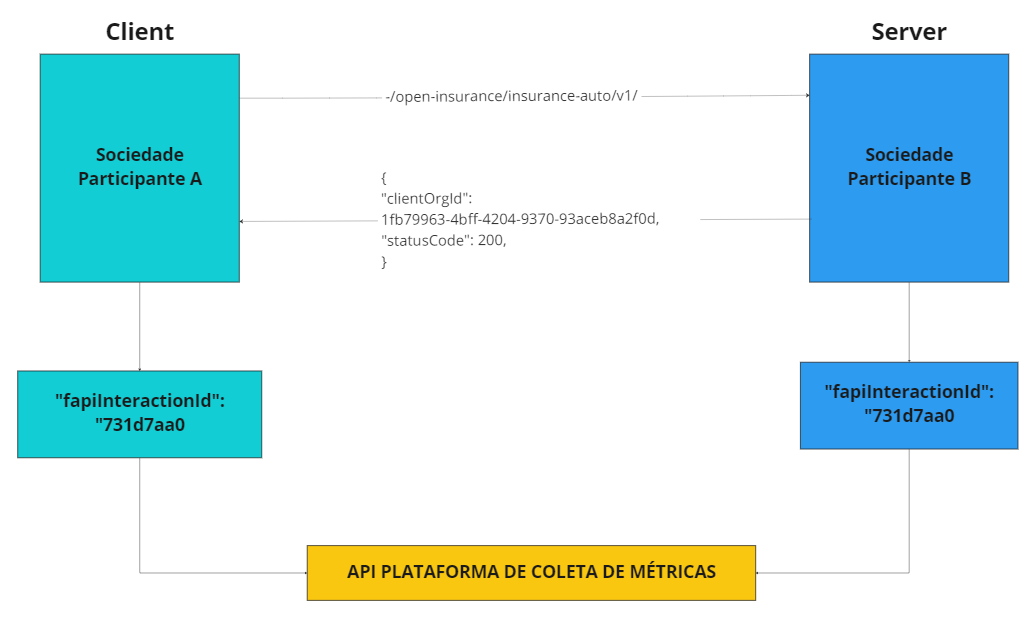 Client
Server
-/open-insurance/insurance-auto/v1/
Sociedade
Participante A
Sociedade
Participante B
{
"clientOrgId":
1fb79963-4bff-4204-9370-93aceb8a2f0d,
"statusCode": 200,
}
"fapiInteractionId":
"731d7aa0
"fapiInteractionId":
"731d7aa0
API PLATAFORMA DE COLETA DE MÉTRICAS